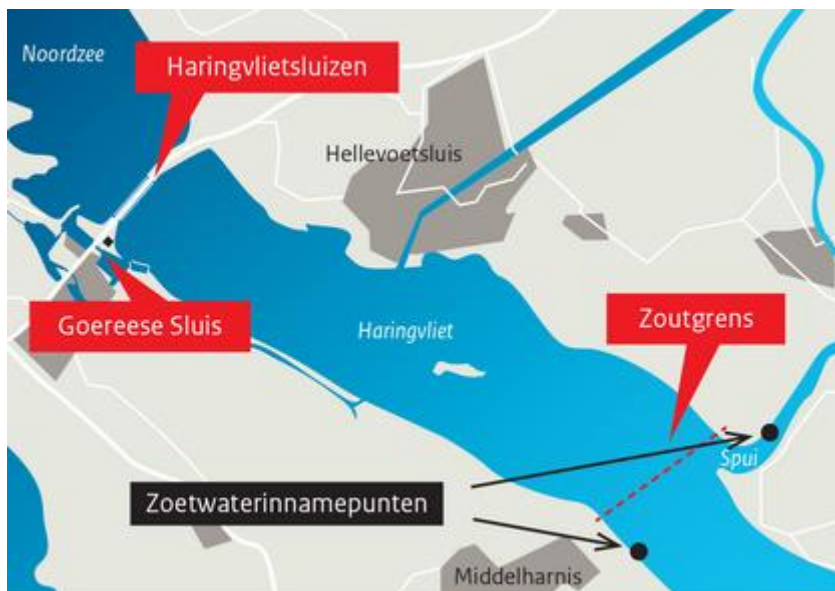 Noordzee
Haringvlietsluizen
Hellevoetsluis
Goereese Sluis
Haringvliet
Zoutgrens
Spui
Zoetwaterinnamepunten
Middelharnis